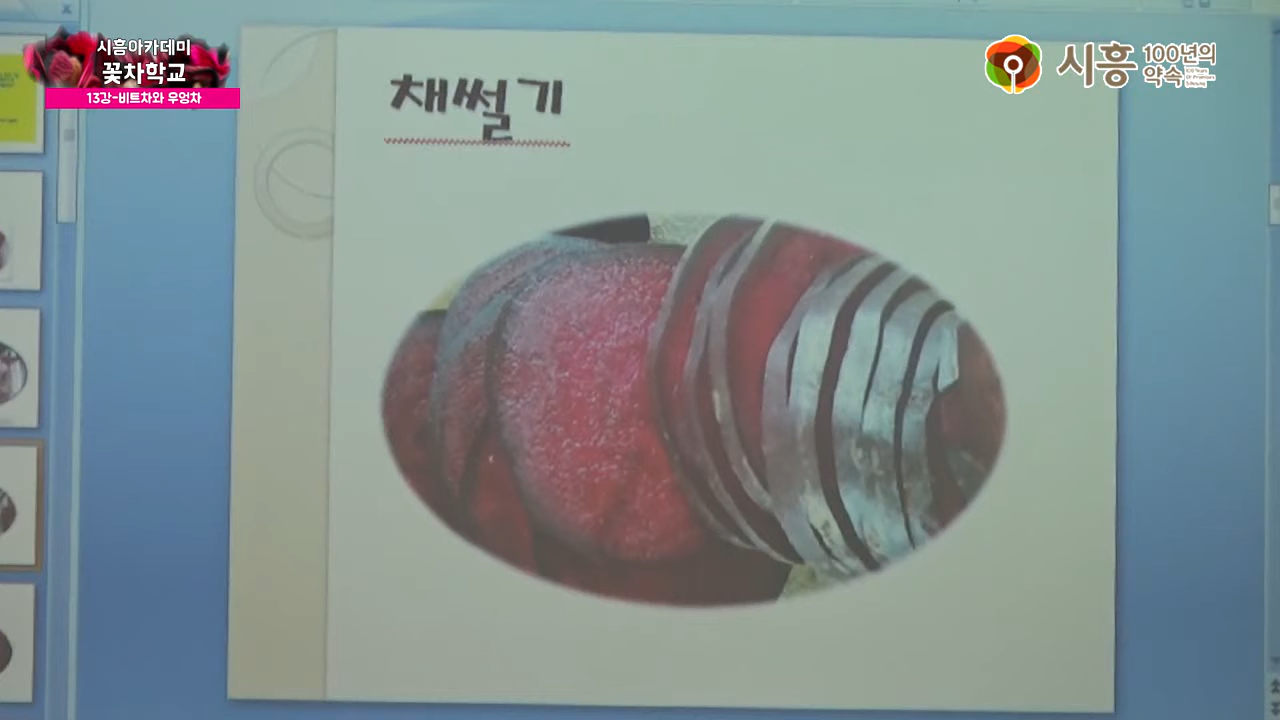 시흥아카데미
꽃차학교
13강-비트차와 우엉차
시흥 100년의 약속
채썰기